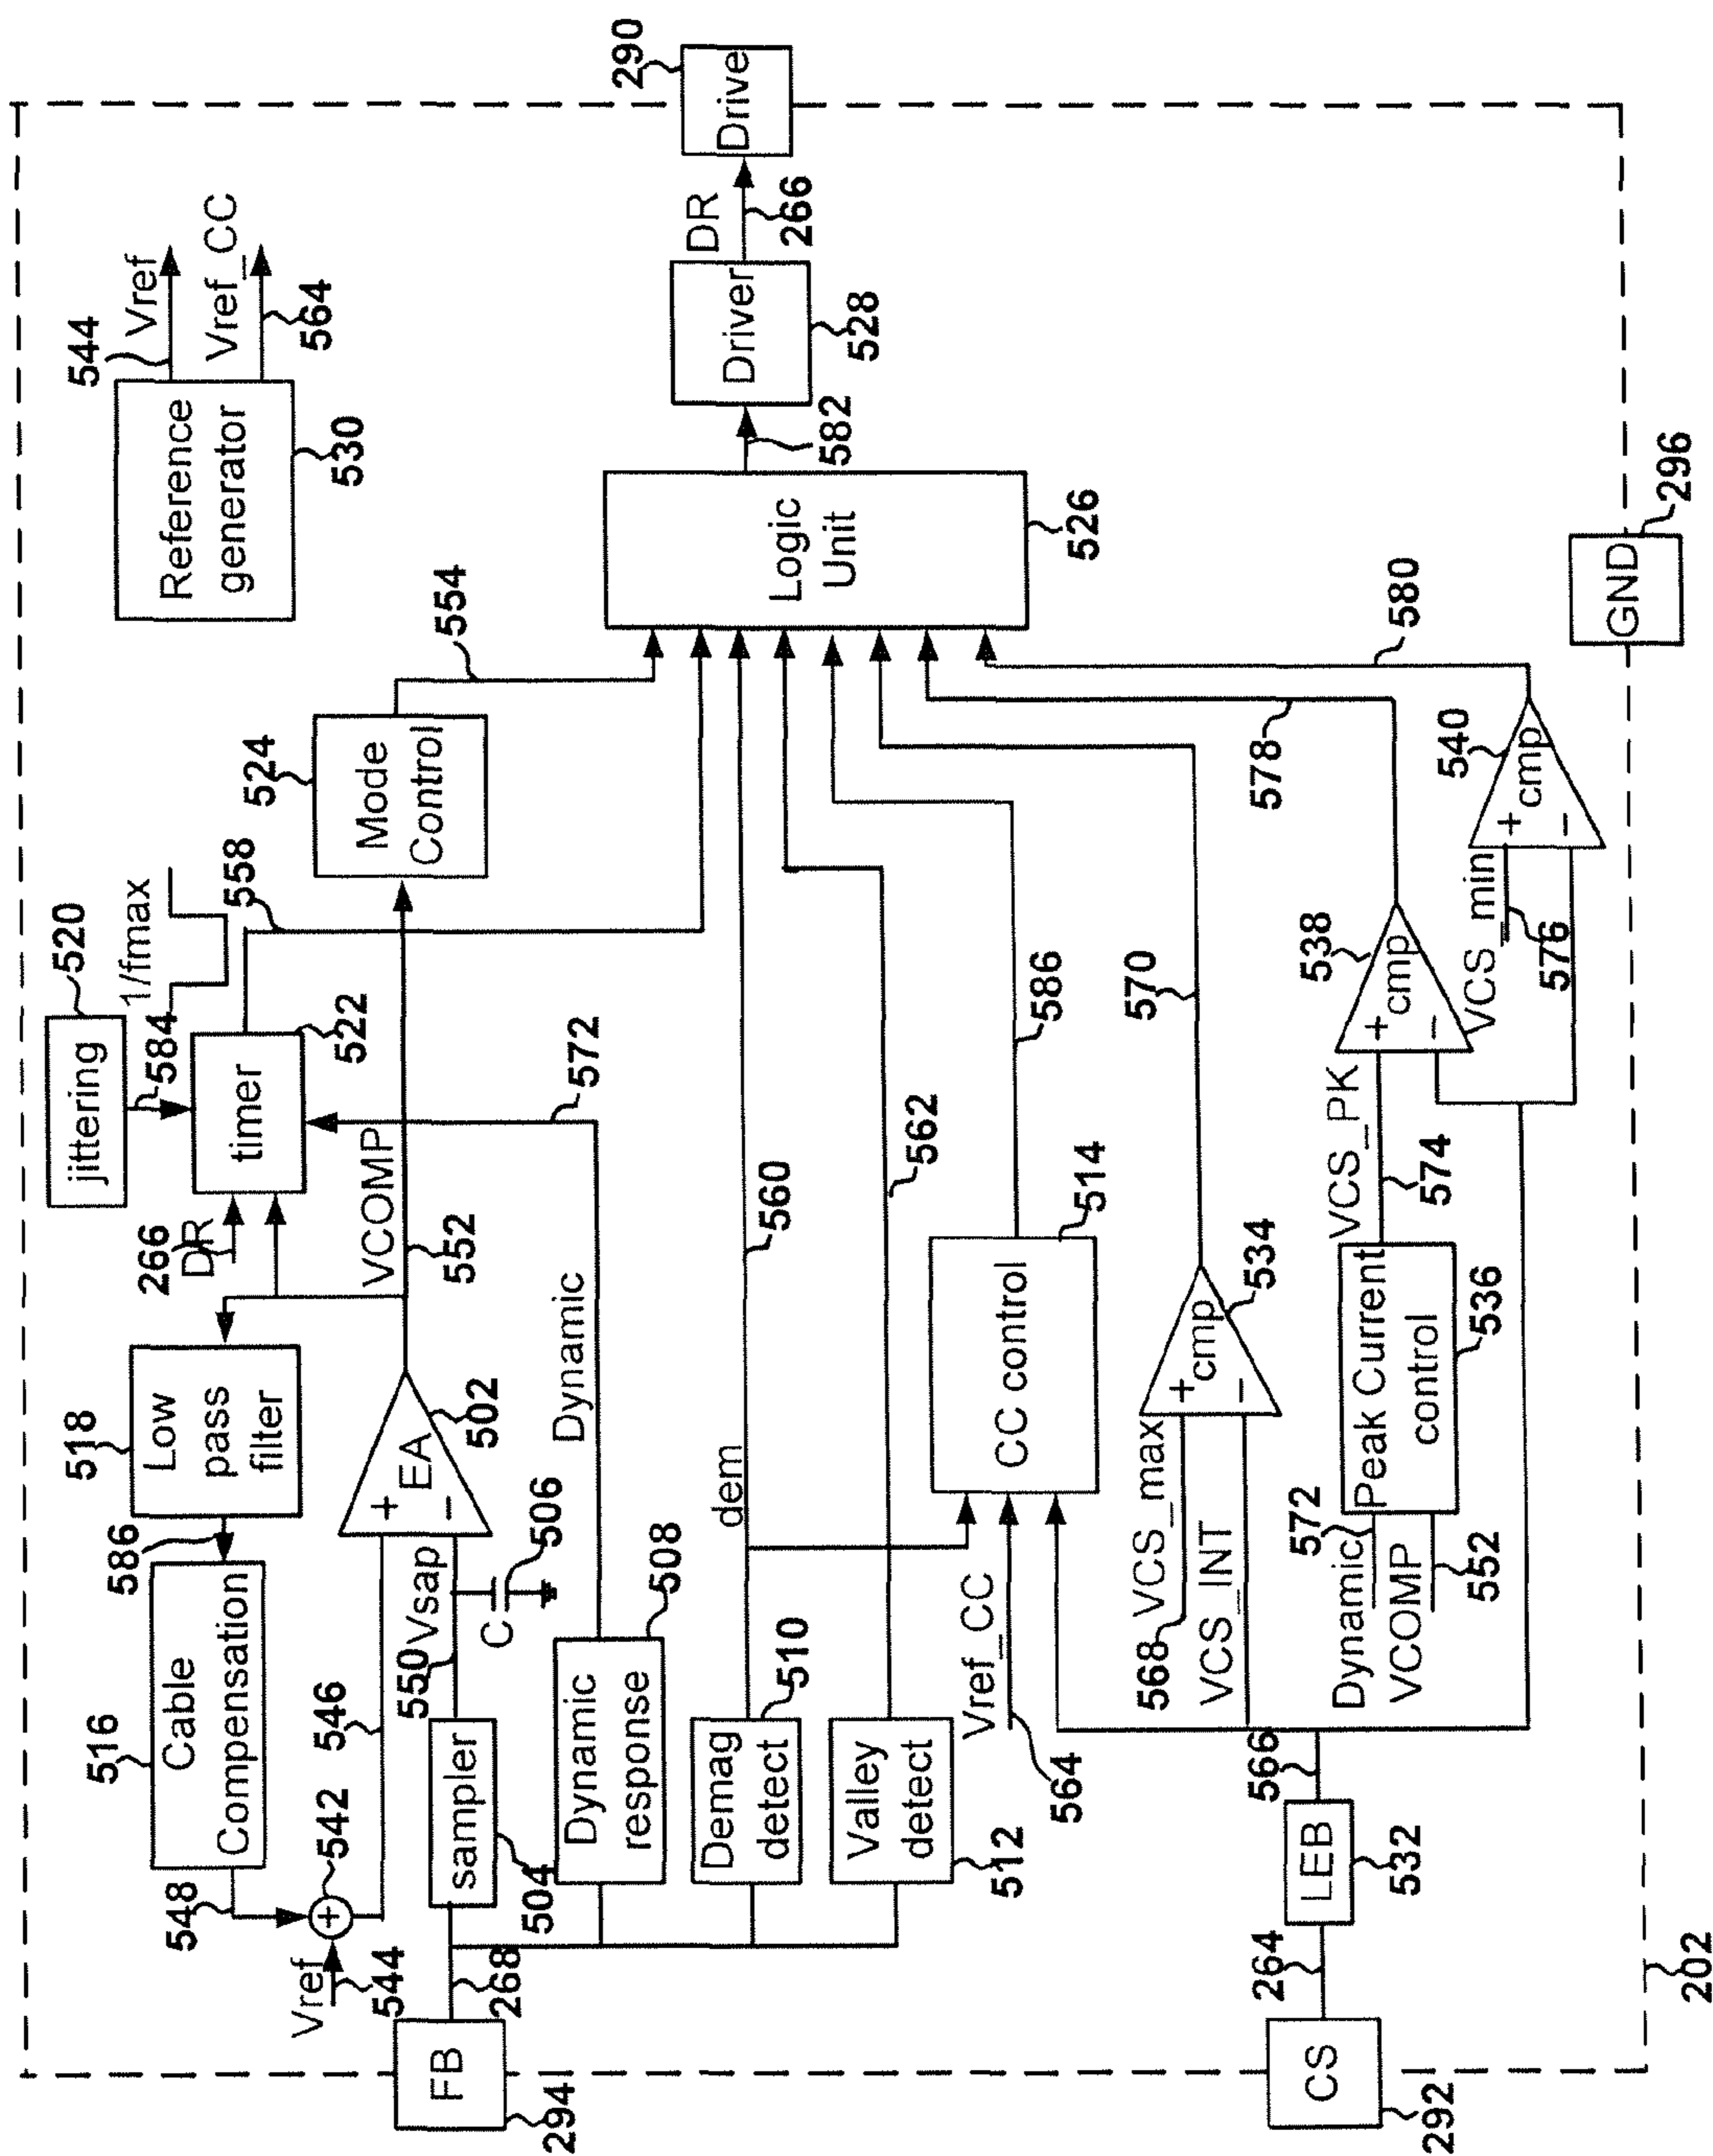 520
jittering
584
1/fmax
544
Vref
Vref_CC
564
Reference
generator
530
518
Low
pass
filter
586
516
Cable
Compensation
548
542
Vref
544
546
266
DR
timer
522
558
524
Mode
Control
554
VCOMP
552
572
EA
+
-
502
550
Vsap
C
506
sampler
504
FB
294
268
Dynamic
response
508
Dynamic
Demag
detect
510
dem
560
Valley
detect
512
562
Logic
Unit
526
582
Driver
528
DR
266
Drive
290
Vref_CC
564
CC control
514
586
568
VCS_max
VCS_INT
+
-
cmp
534
570
Dynamic
572
VCOMP
552
Peak Current
control
536
VCS_PK
574
+
-
cmp
538
578
VCS_min
576
+
-
cmp
540
580
CS
292
264
LEB
532
566
GND
296
202
+